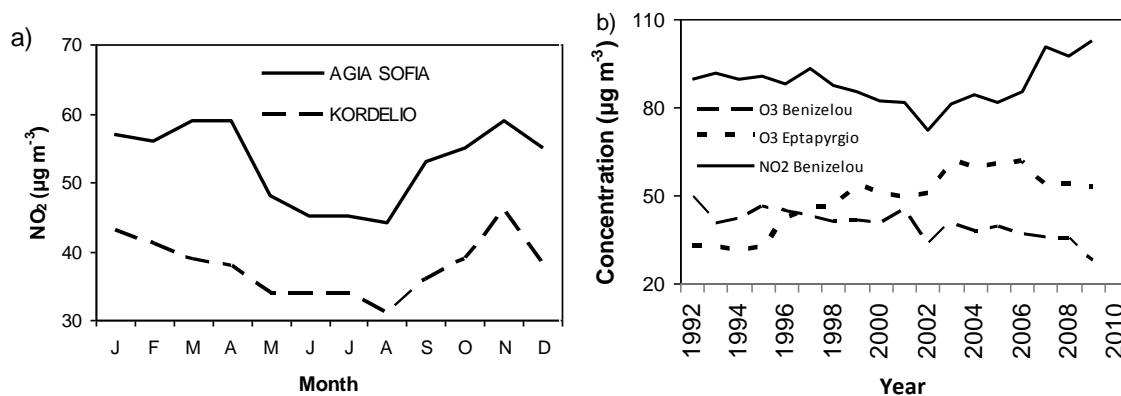 a)
NO₂ (µg m⁻³)
70
60
50
40
30
AGIA SOFIA
KORDELIO
J F M A M J J A S O N D
Month
b)
Concentration (µg m⁻³)
110
80
50
20
O3 Benizelou
O3 Eptapyrgio
NO2 Benizelou
1992 1994 1996 1998 2000 2002 2004 2006 2008 2010
Year